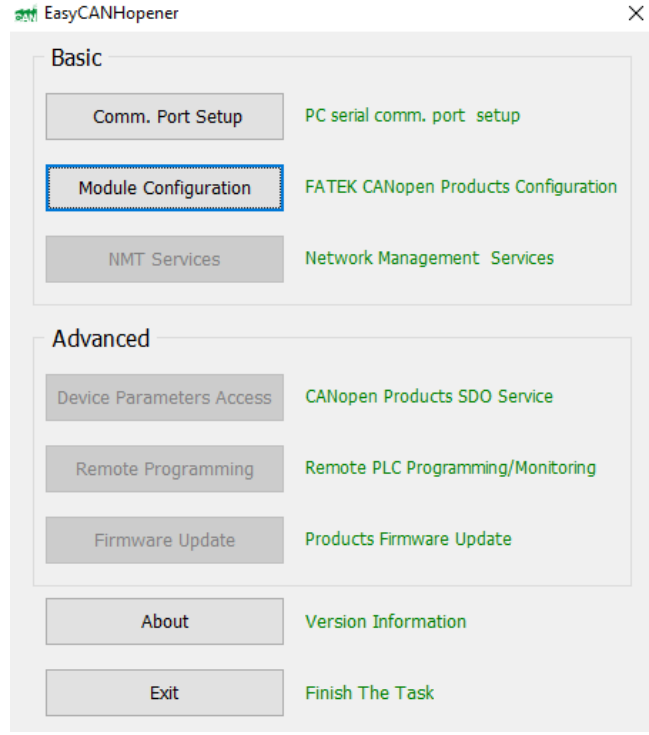 CAN
EasyCANHopener
Basic
Comm. Port Setup PC serial comm. port setup
Module Configuration FATEK CANopen Products Configuration
NMT Services Network Management Services
Advanced
Device Parameters Access CANopen Products SDO Service
Remote Programming Remote PLC Programming/Monitoring
Firmware Update Products Firmware Update
About Version Information
Exit Finish The Task